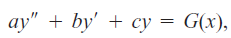 ay″ + by′ + cy = G(x),